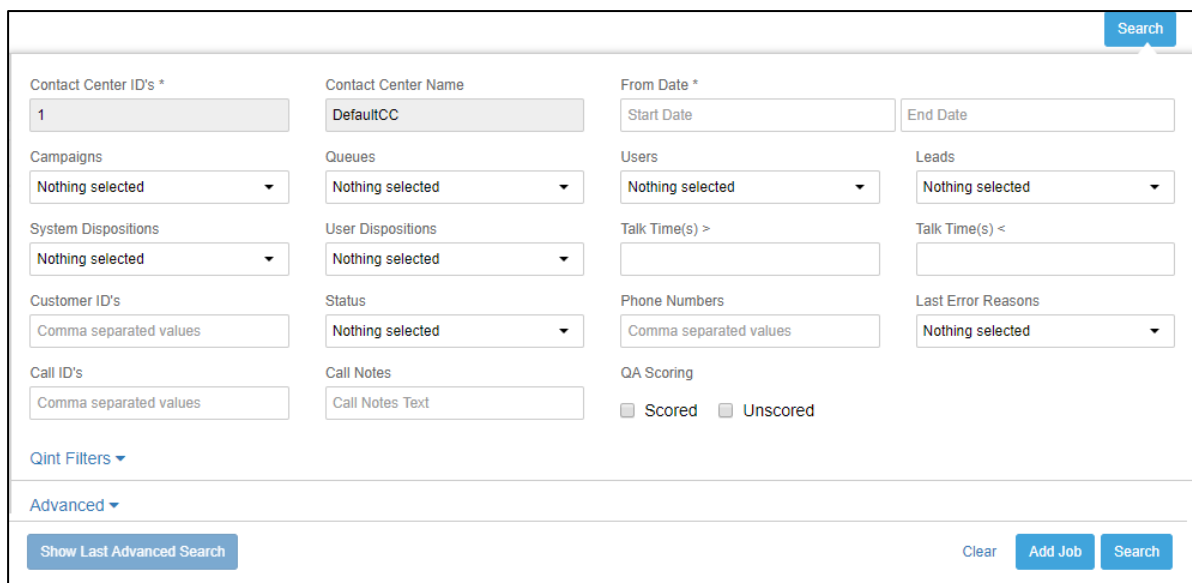 Search
Contact Center ID's * Contact Center Name From Date *
1 DefaultCC Start Date End Date
Campaigns Queues Users Leads
Nothing selected Nothing selected Nothing selected Nothing selected
System Dispositions User Dispositions Talk Time(s) > Talk Time(s) <
Nothing selected Nothing selected
Customer ID's Status Phone Numbers Last Error Reasons
Comma separated values Nothing selected Comma separated values Nothing selected
Call ID's Call Notes QA Scoring
Comma separated values Call Notes Text Scored Unscored
Qint Filters
Advanced
Show Last Advanced Search Clear Add Job Search